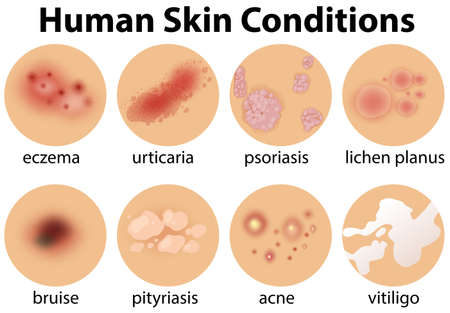 Human Skin Conditions
eczema urticaria psoriasis lichen planus
bruise pityriasis acne vitiligo